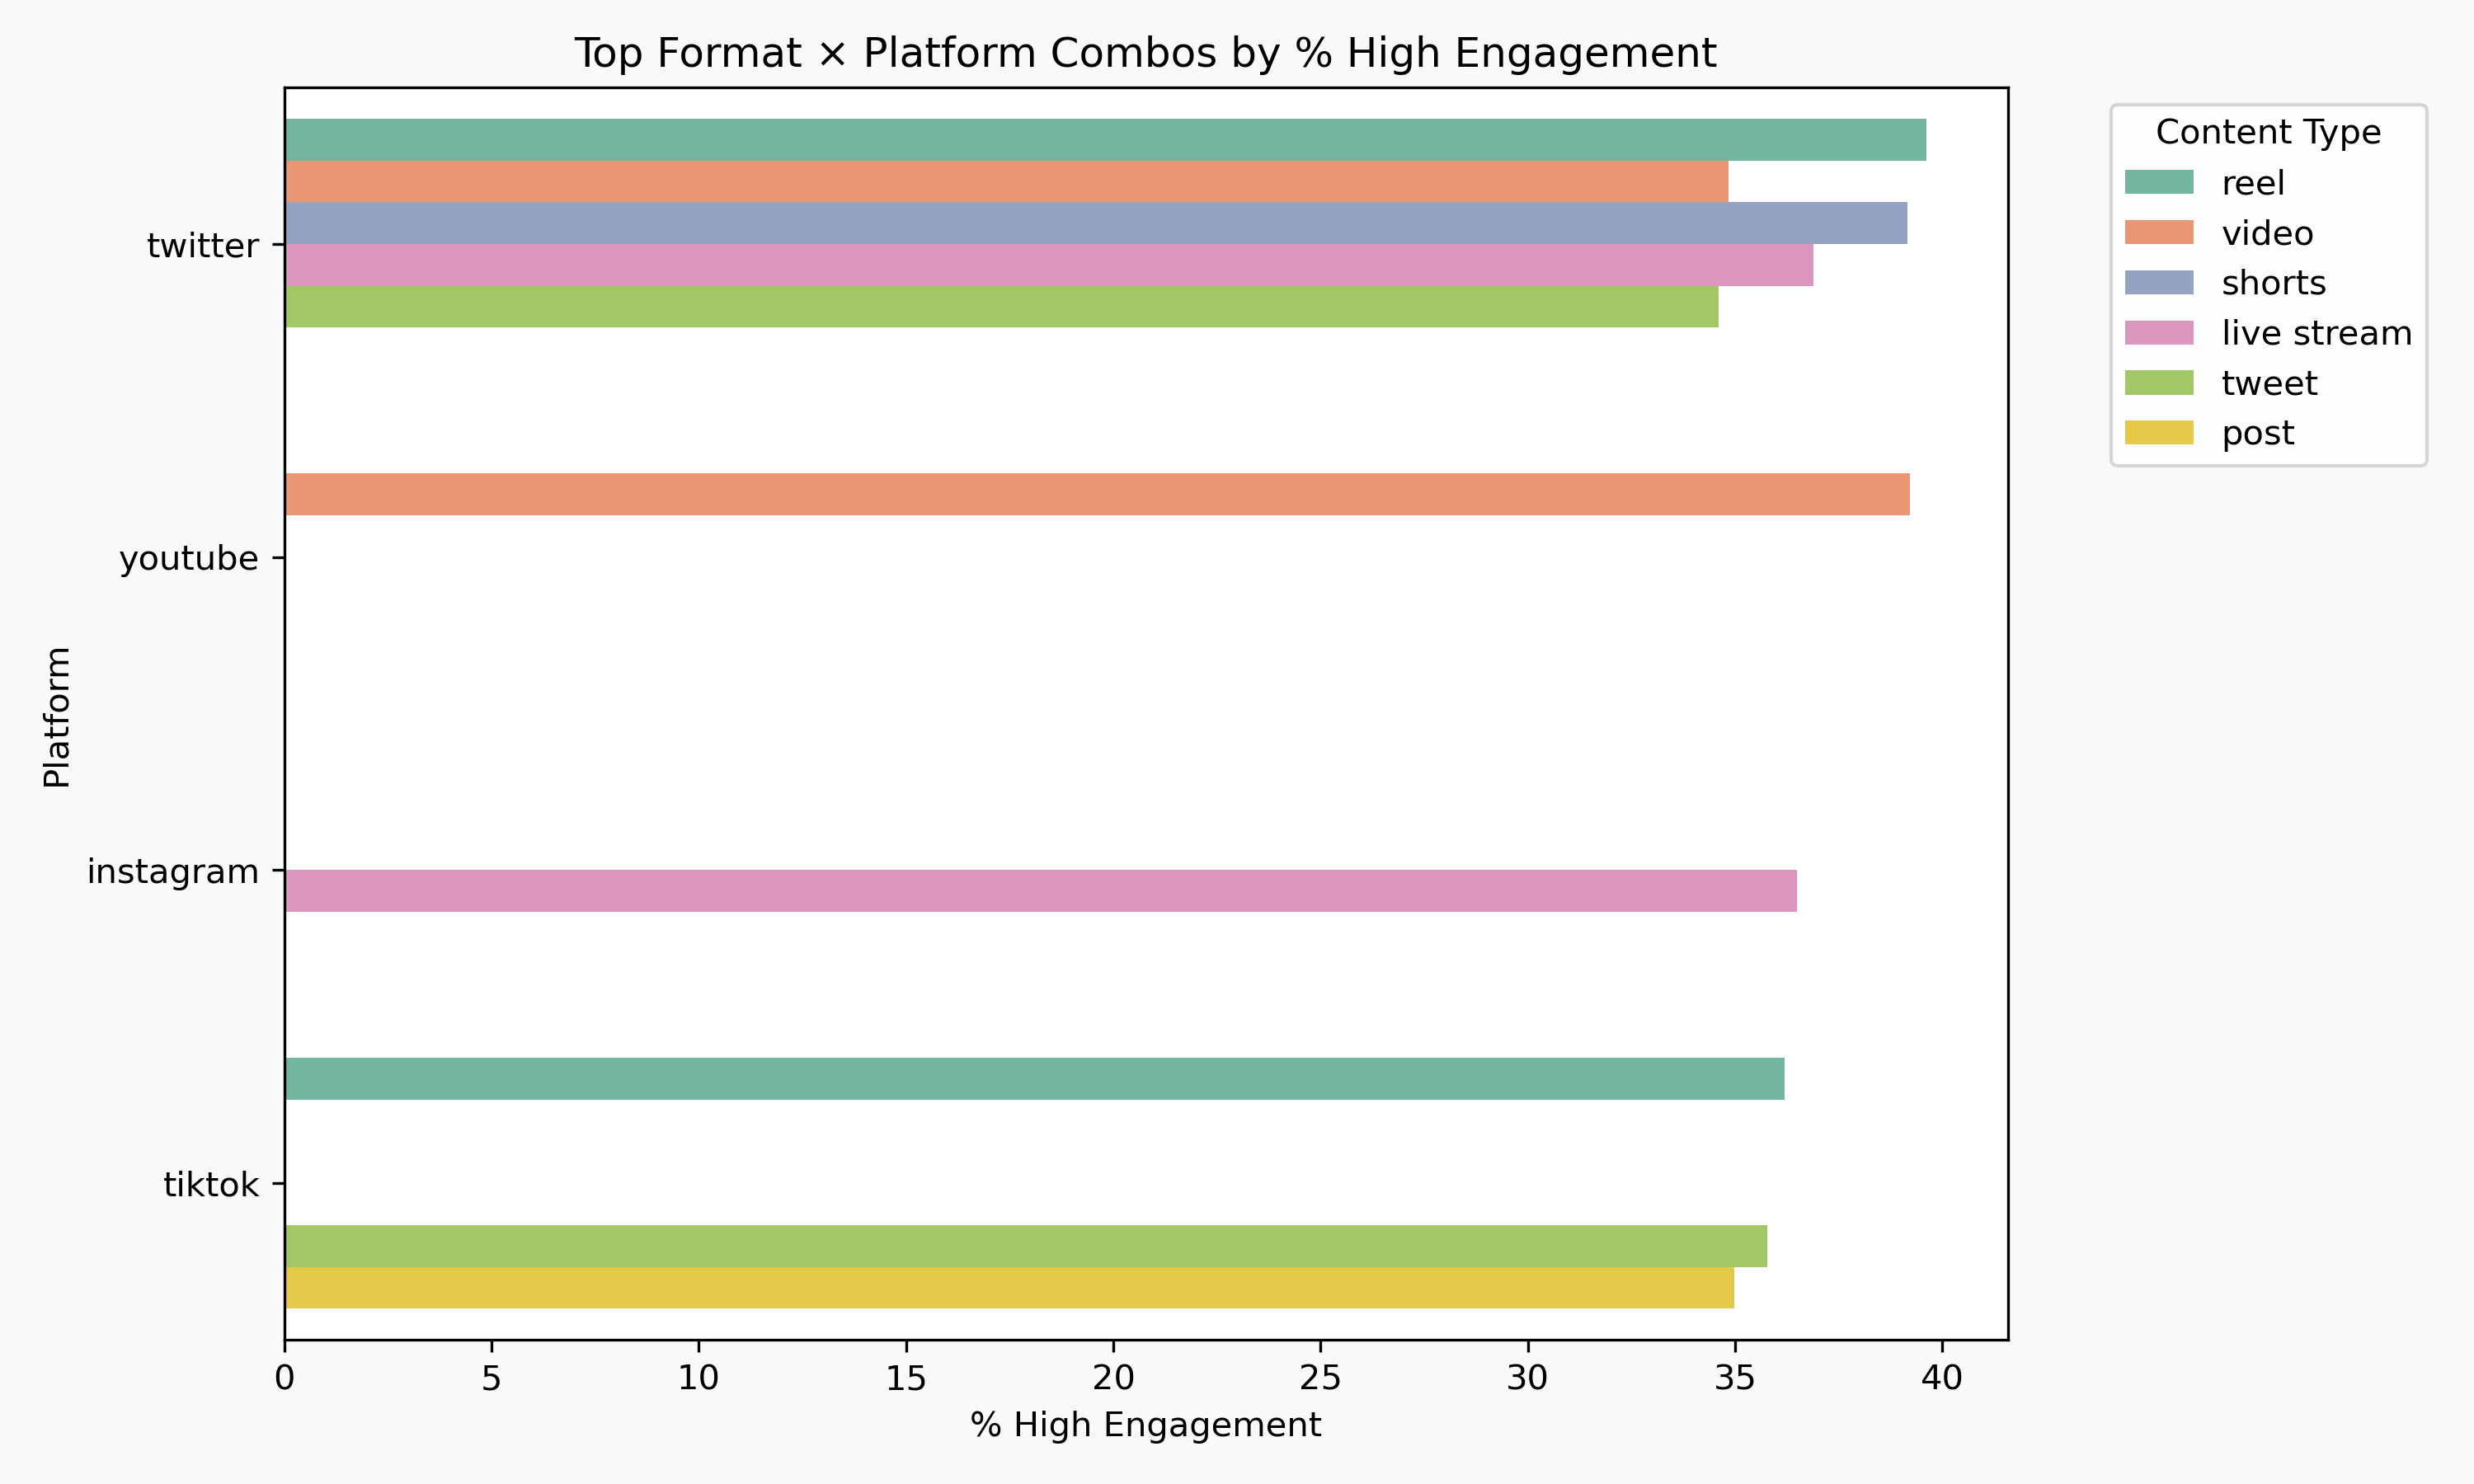 Top Format × Platform Combos by % High Engagement
Content Type
reel
video
shorts
live stream
tweet
post
Platform
twitter
youtube
instagram
tiktok
0 5 10 15 20 25 30 35 40
% High Engagement